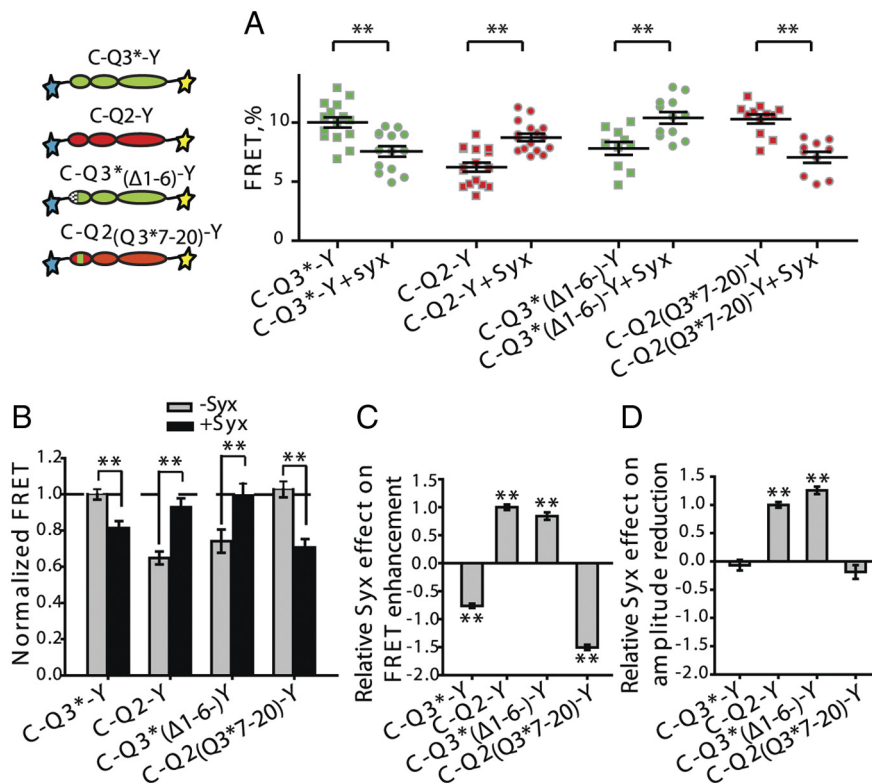 A
C-Q3*-Y
C-Q2-Y
C-Q3*(Δ1-6)-Y
C-Q2(Q3*7-20)-Y
** ** ** **
FRET,%
10
5
0
C-Q3*-Y
C-Q3*-Y+syx
C-Q2-Y
C-Q2-Y+Syx
C-Q3*(Δ1-6-)-Y
C-Q3*(Δ1-6-)-Y+Syx
C-Q2(Q3*7-20)-Y
C-Q2(Q3*7-20)-Y+Syx
B
-Syx
+Syx
Normalized FRET
1.2
1.0
0.8
0.6
0.4
0.2
0.0
** ** ** **
C-Q3*-Y
C-Q2-Y
C-Q3*(Δ1-6-)Y
C-Q2(Q3*7-20)-Y
C
Relative Syx effect on
FRET enhancement
1.5
1.0
0.5
0.0
-0.5
-1.0
-1.5
-2.0
** ** ** **
C-Q3*-Y
C-Q2-Y
C-Q3*(Δ1-6-)-Y
C-Q2(Q3*7-20)-Y
D
Relative Syx effect on
amplitude reduction
1.5
1.0
0.5
0.0
-0.5
-1.0
-1.5
-2.0
** **
C-Q3*-Y
C-Q2-Y
C-Q3*(Δ1-6-)-Y
C-Q2(Q3*7-20)-Y